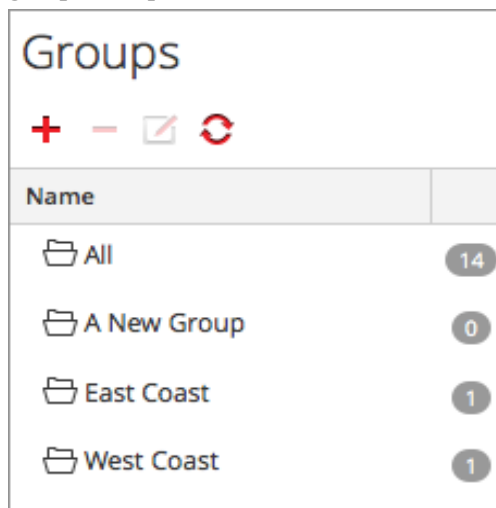 Groups
Name
All 14
A New Group 0
East Coast 1
West Coast 1